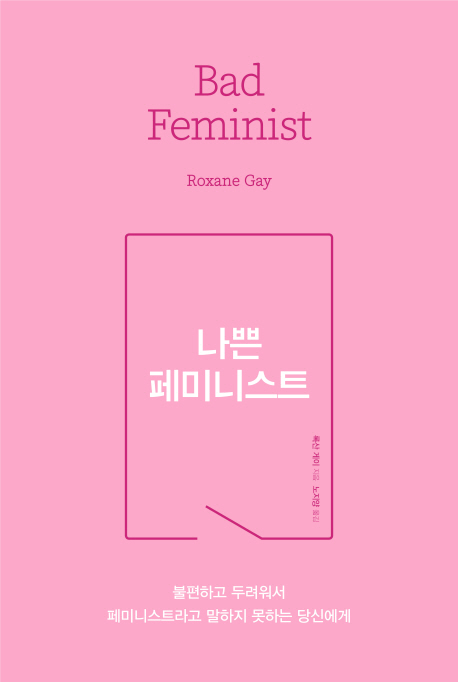 Bad
Feminist
Roxane Gay
나쁜
페미니스트
록산 게이 지음 노지양 옮김
불편하고 두려워서
페미니스트라고 말하지 못하는 당신에게